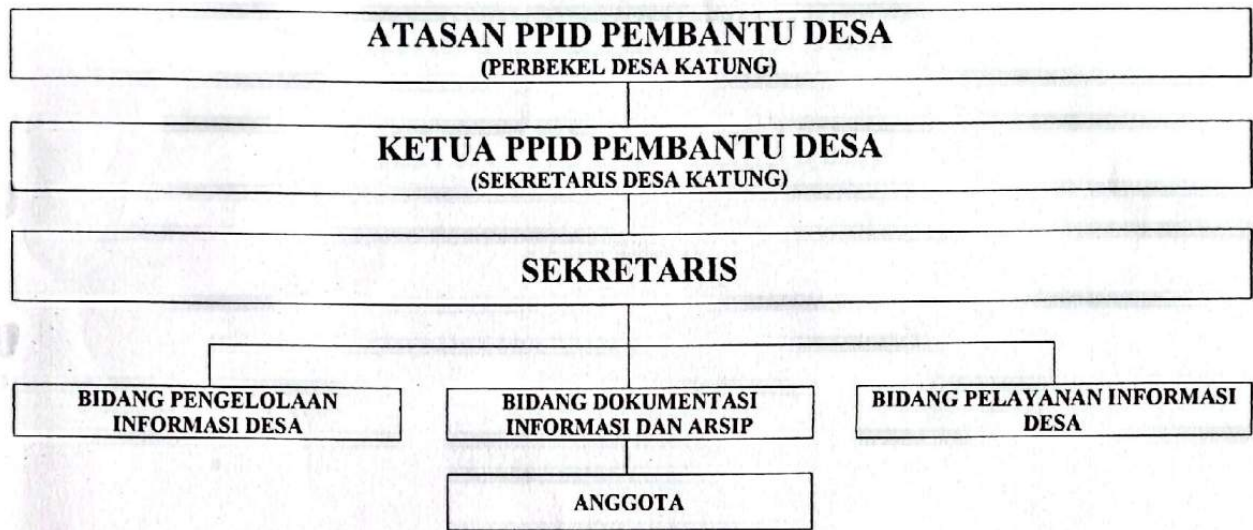 ATASAN PPID PEMBANTU DESA
(PERBEKEL DESA KATUNG)
KETUA PPID PEMBANTU DESA
(SEKRETARIS DESA KATUNG)
SEKRETARIS
BIDANG PENGELOLAAN
INFORMASI DESA
BIDANG DOKUMENTASI
INFORMASI DAN ARSIP
BIDANG PELAYANAN INFORMASI
DESA
ANGGOTA